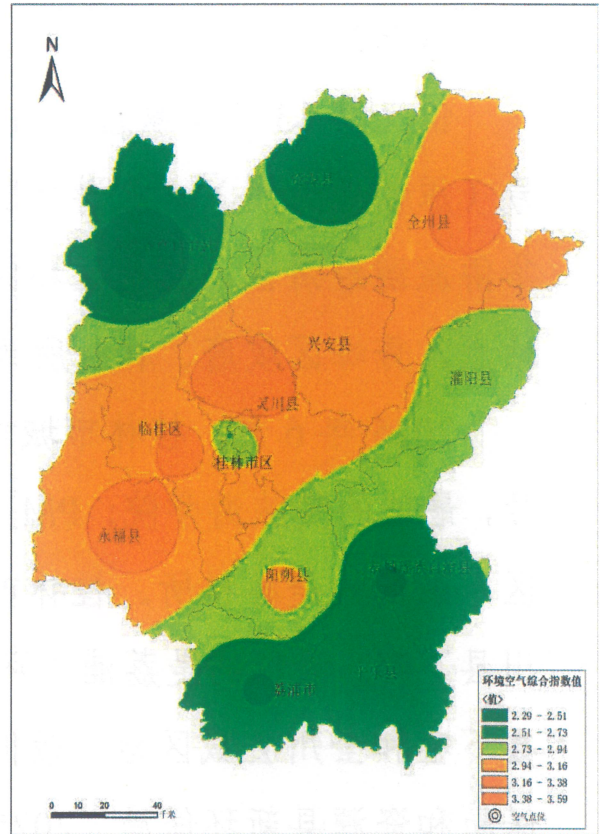 N
全州县
兴安县
灌阳县
灵川县
临桂区
桂林市区
永福县
阳朔县
荔浦市
环境空气综合指数值
<值>
2.29 - 2.51
2.51 - 2.73
2.73 - 2.94
2.94 - 3.16
3.16 - 3.38
3.38 - 3.59
空气点位
0 10 20 40
千米